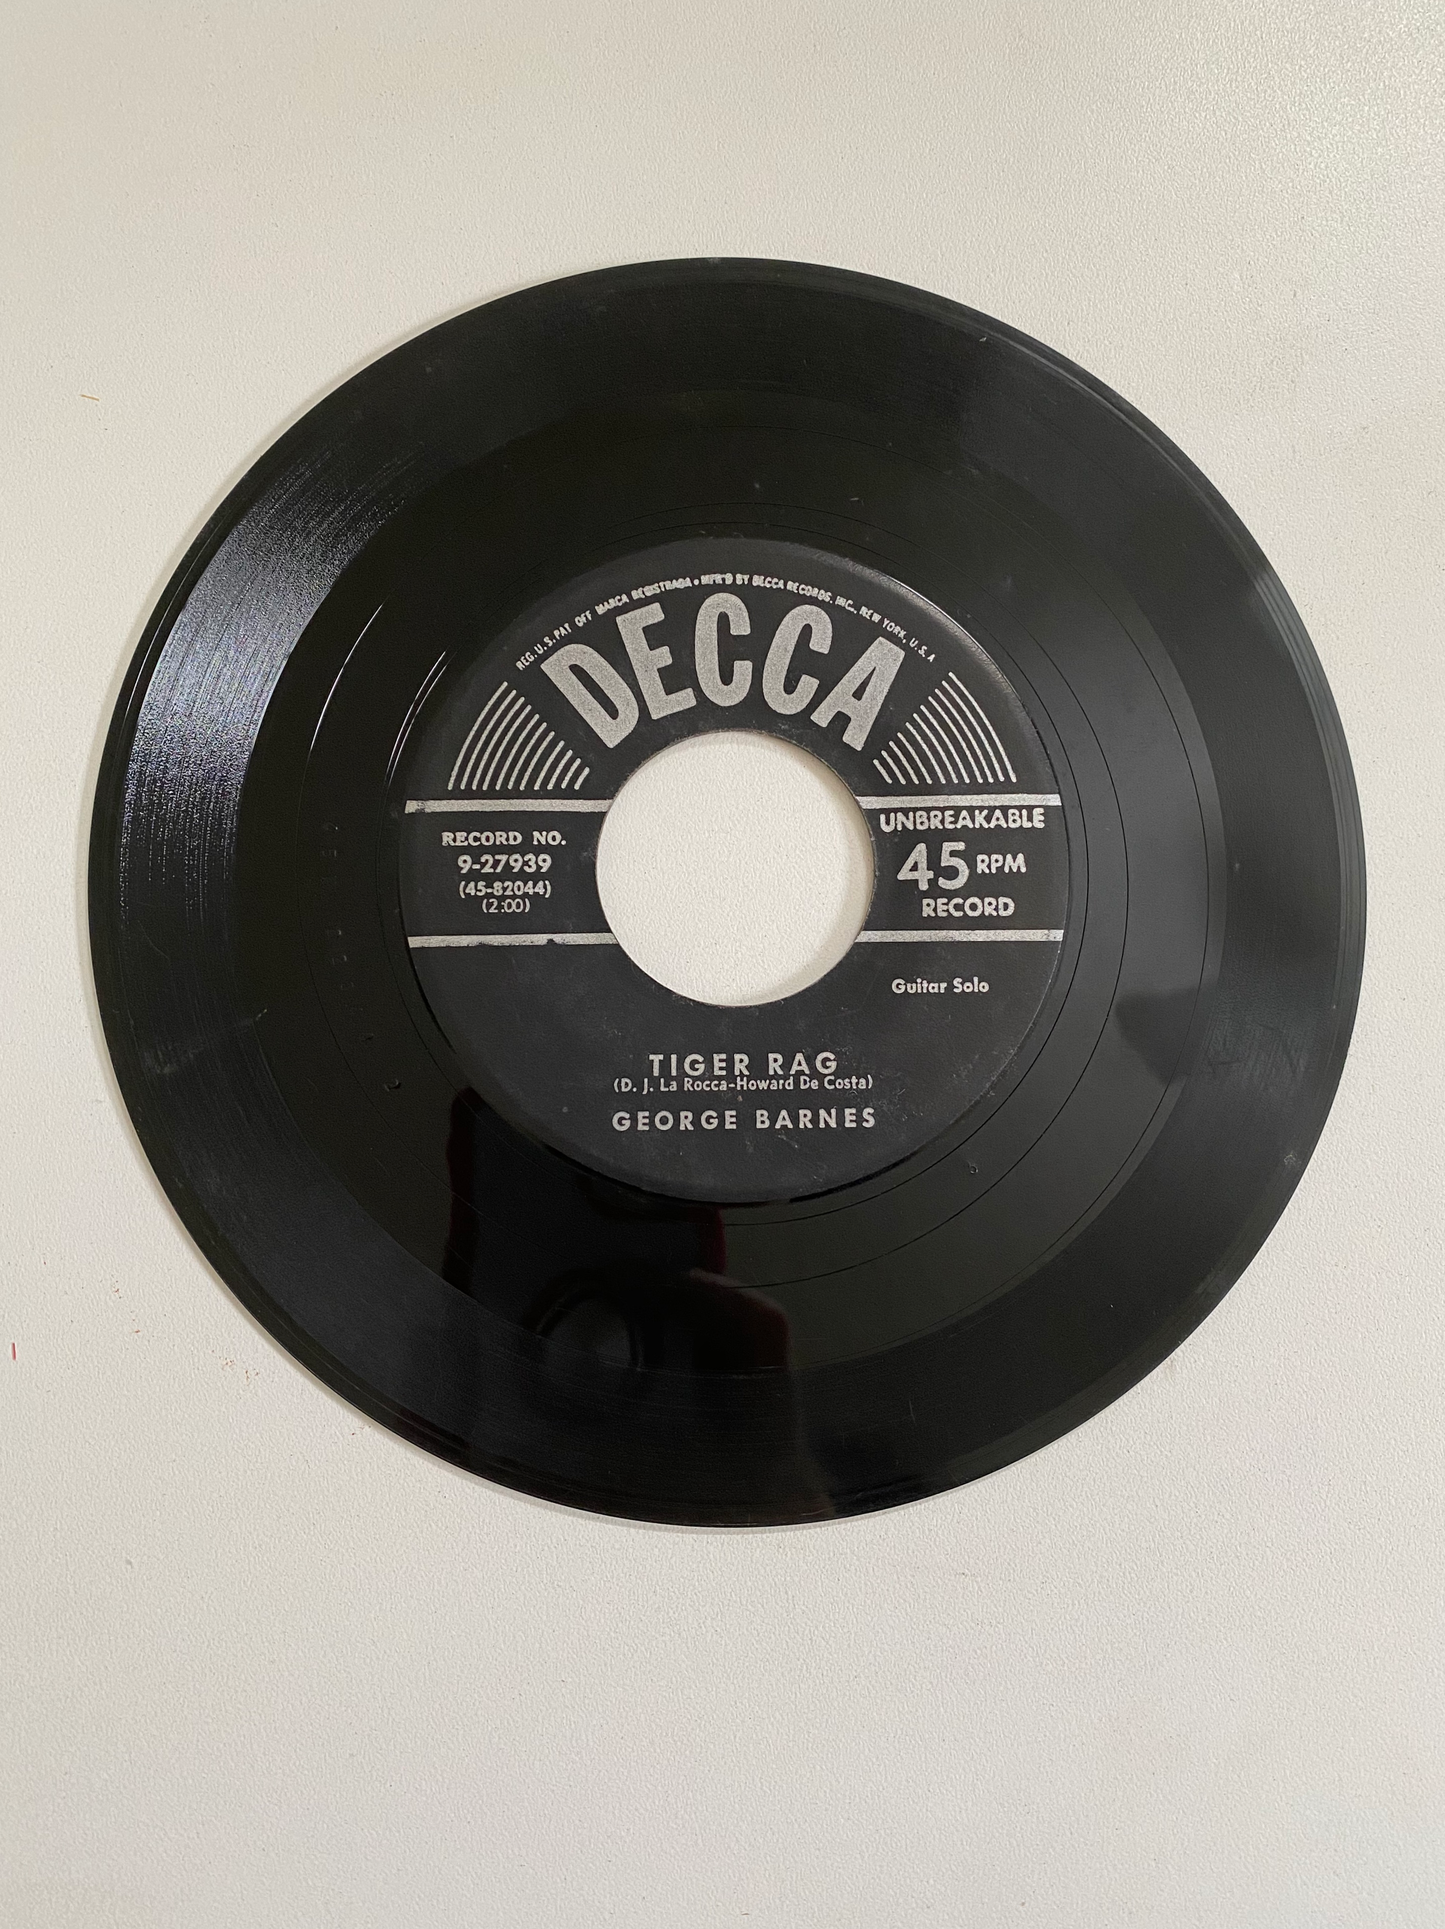 REG. U.S. PAT OFF MARCA REGISTRADA • MFR'D BY DECCA RECORDS, INC., NEW YORK, U.S.A
DECCA
RECORD NO.
9-27939
(45-82044)
(2:00)
UNBREAKABLE
45 RPM
RECORD
Guitar Solo
TIGER RAG
(D. J. La Rocca-Howard De Costa)
GEORGE BARNES